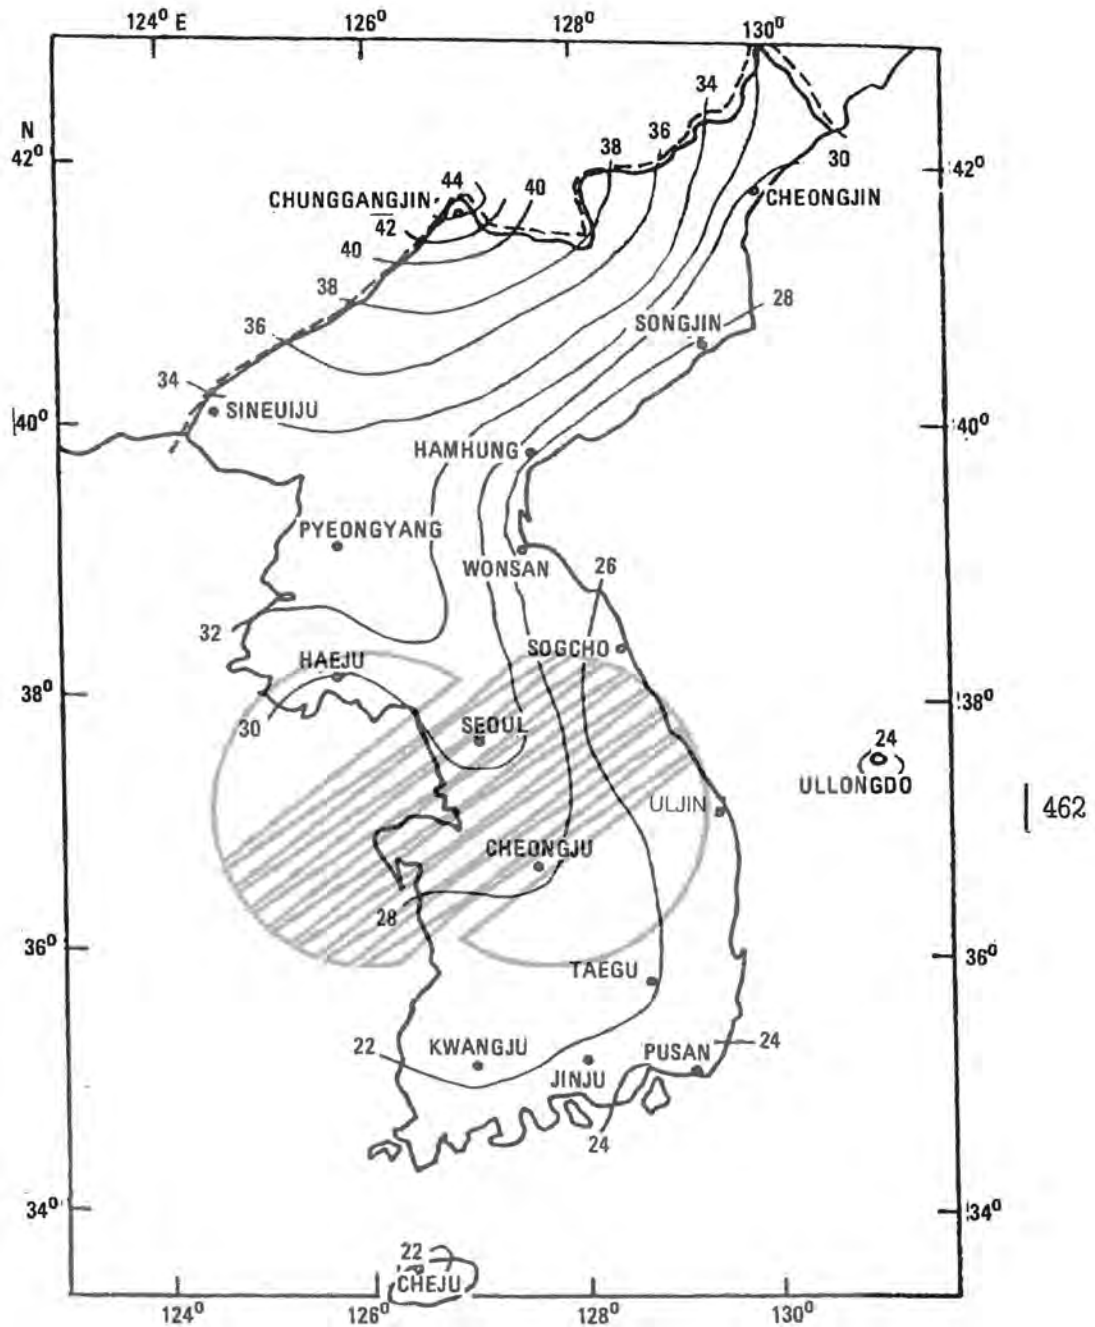 124° E 126° 128° 130°
34
36
N
42° 38 42°
30
44 40
CHUNGGANGJIN CHEONGJIN
42
40
38 28
36 SONGJIN
34
SINEUIJU
40° 40°
HAMHUNG
PYEONGYANG
WONSAN 26
32
SOGCHO
HAEJU
38° 38°
30 SEOUL
24
ULLONGDO
ULJIN 462
CHEONGJU
28
36° 36°
TAEGU
22 KWANGJU PUSAN 24
JINJU
24
34° 34°
22
CHEJU
124° 126° 128° 130°